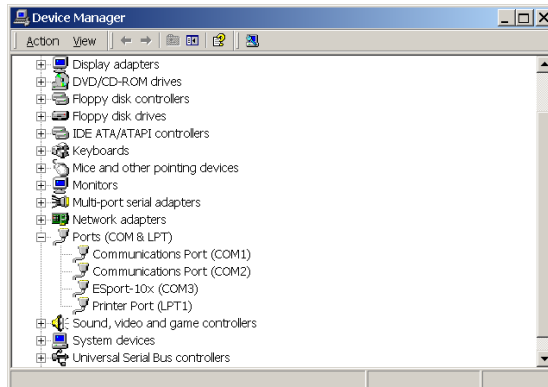 Device Manager
Action View
Display adapters
DVD/CD-ROM drives
Floppy disk controllers
Floppy disk drives
IDE ATA/ATAPI controllers
Keyboards
Mice and other pointing devices
Monitors
Multi-port serial adapters
Network adapters
Ports (COM & LPT)
Communications Port (COM1)
Communications Port (COM2)
ESport-10x (COM3)
Printer Port (LPT1)
Sound, video and game controllers
System devices
Universal Serial Bus controllers